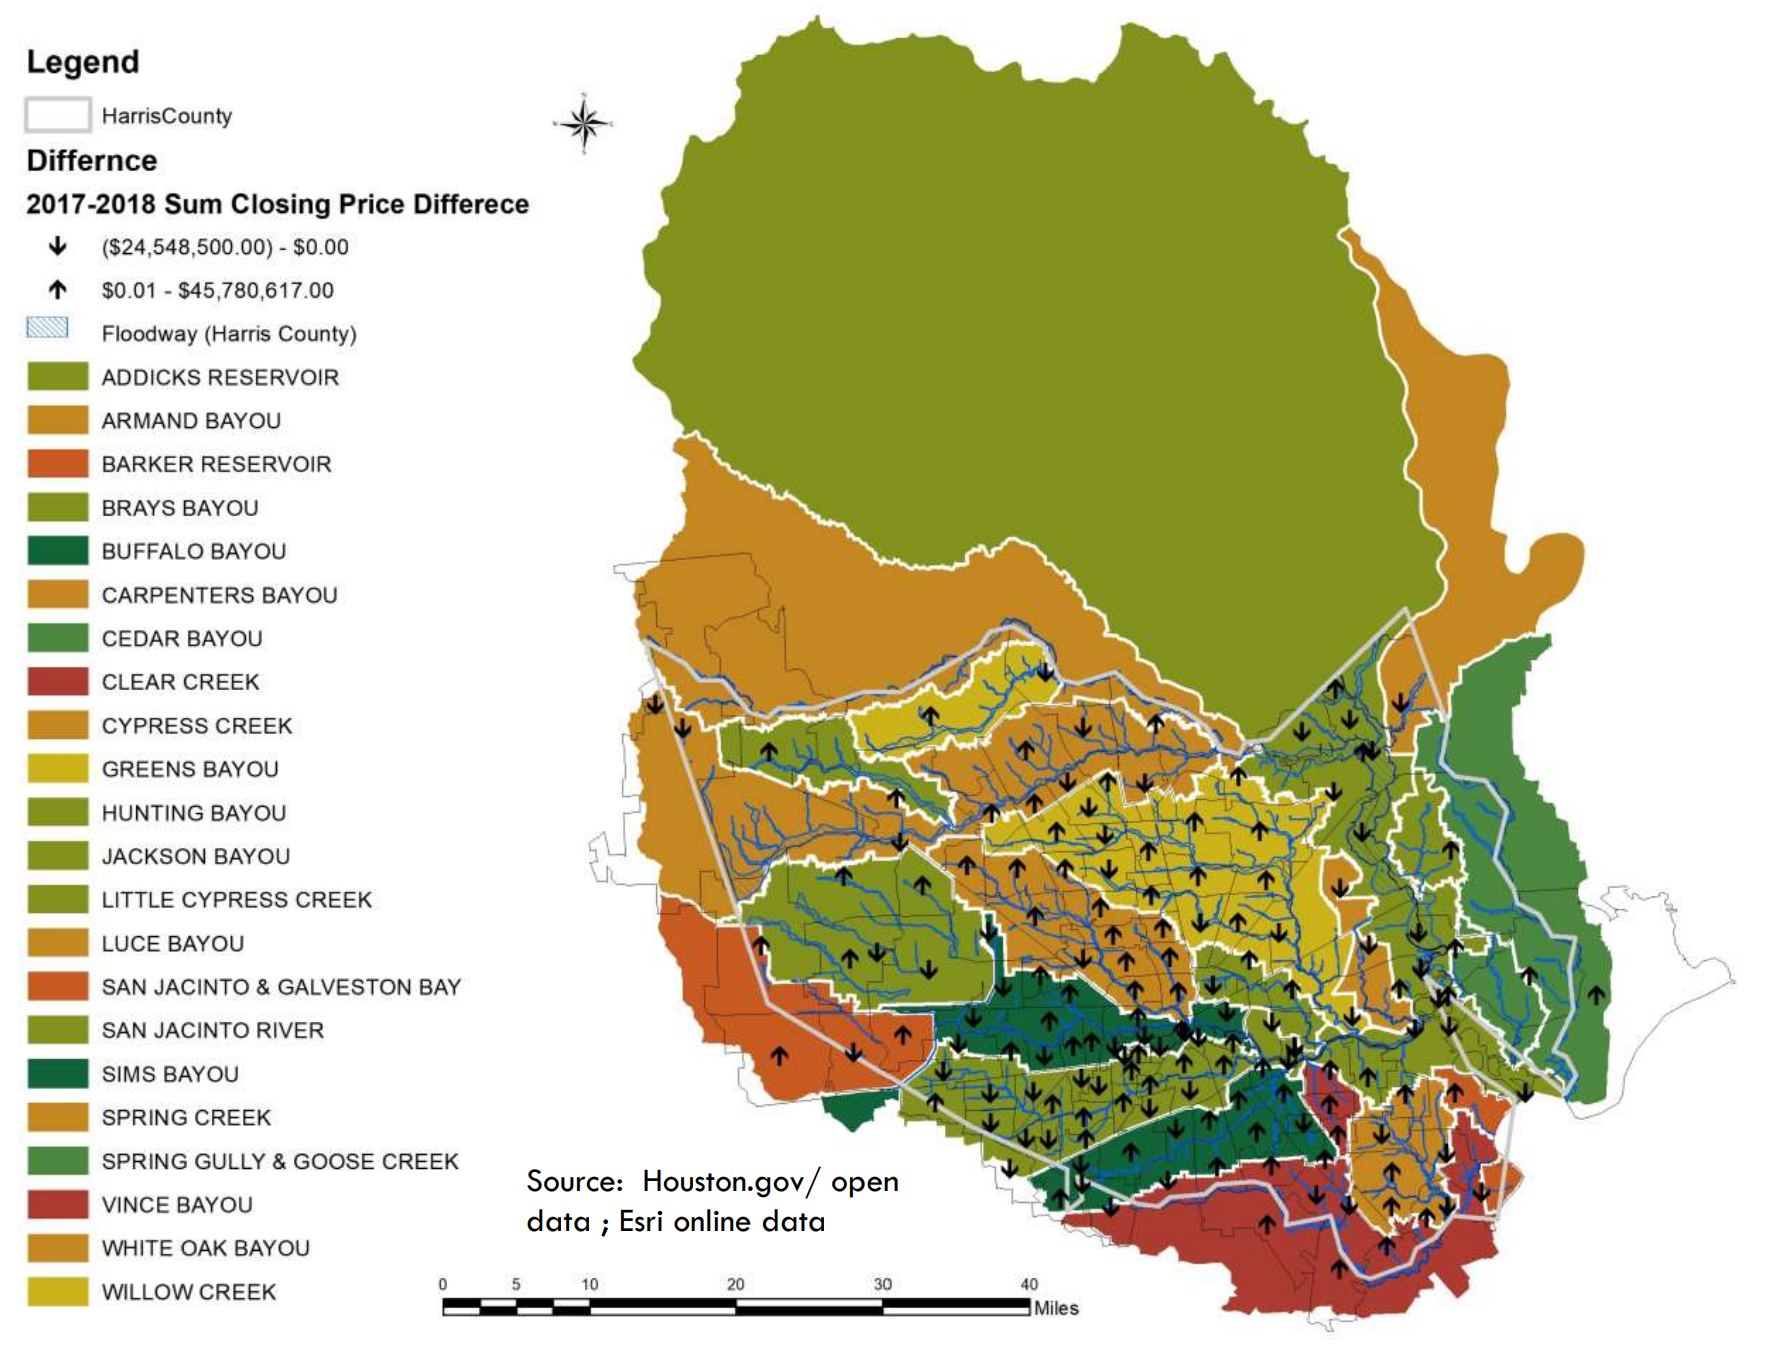 Legend
HarrisCounty
Differnce
2017-2018 Sum Closing Price Differece
($24,548,500.00) - $0.00
$0.01 - $45,780,617.00
Floodway (Harris County)
ADDICKS RESERVOIR
ARMAND BAYOU
BARKER RESERVOIR
BRAYS BAYOU
BUFFALO BAYOU
CARPENTERS BAYOU
CEDAR BAYOU
CLEAR CREEK
CYPRESS CREEK
GREENS BAYOU
HUNTING BAYOU
JACKSON BAYOU
LITTLE CYPRESS CREEK
LUCE BAYOU
SAN JACINTO & GALVESTON BAY
SAN JACINTO RIVER
SIMS BAYOU
SPRING CREEK
SPRING GULLY & GOOSE CREEK
VINCE BAYOU
WHITE OAK BAYOU
WILLOW CREEK
Source: Houston.gov/ open
data ; Esri online data
0 5 10 20 30 40
Miles